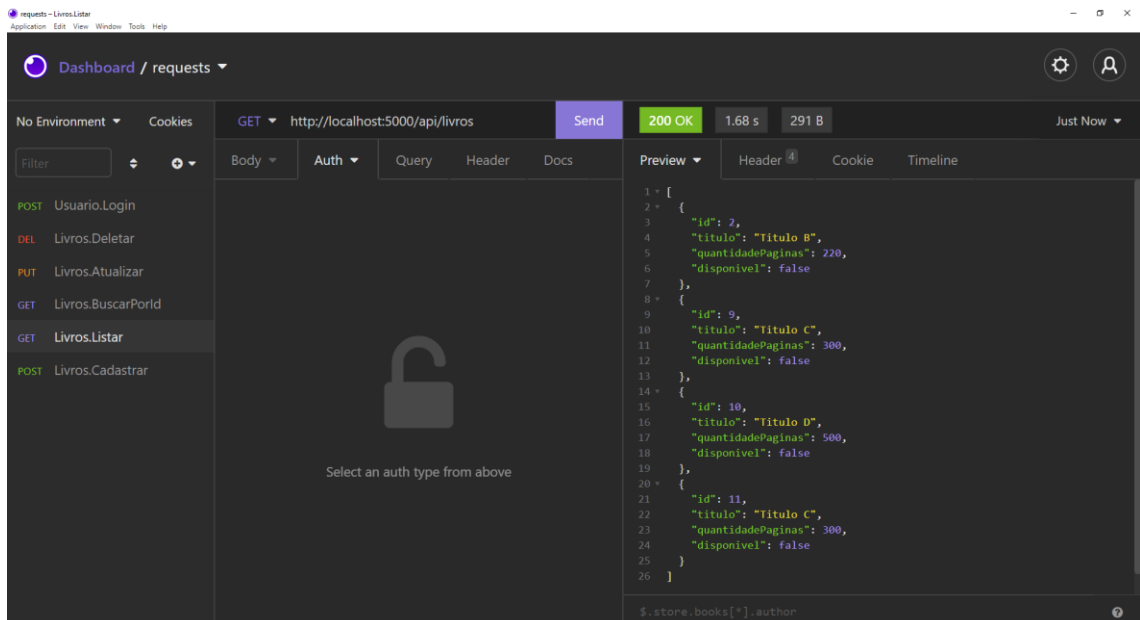 requests – Livros.Listar
Application Edit View Window Tools Help
Dashboard / requests
No Environment Cookies
GET http://localhost:5000/api/livros Send
200 OK 1.68 s 291 B Just Now
Filter
Body Auth Query Header Docs
Preview Header 4 Cookie Timeline
POST Usuario.Login
DEL Livros.Deletar
PUT Livros.Atualizar
GET Livros.BuscarPorId
GET Livros.Listar
POST Livros.Cadastrar
Select an auth type from above
1 [
2 {
3 "id": 2,
4 "titulo": "Titulo B",
5 "quantidadePaginas": 220,
6 "disponivel": false
7 },
8 {
9 "id": 9,
10 "titulo": "Titulo C",
11 "quantidadePaginas": 300,
12 "disponivel": false
13 },
14 {
15 "id": 10,
16 "titulo": "Titulo D",
17 "quantidadePaginas": 500,
18 "disponivel": false
19 },
20 {
21 "id": 11,
22 "titulo": "Titulo C",
23 "quantidadePaginas": 300,
24 "disponivel": false
25 }
26 ]
$.store.books[*].author